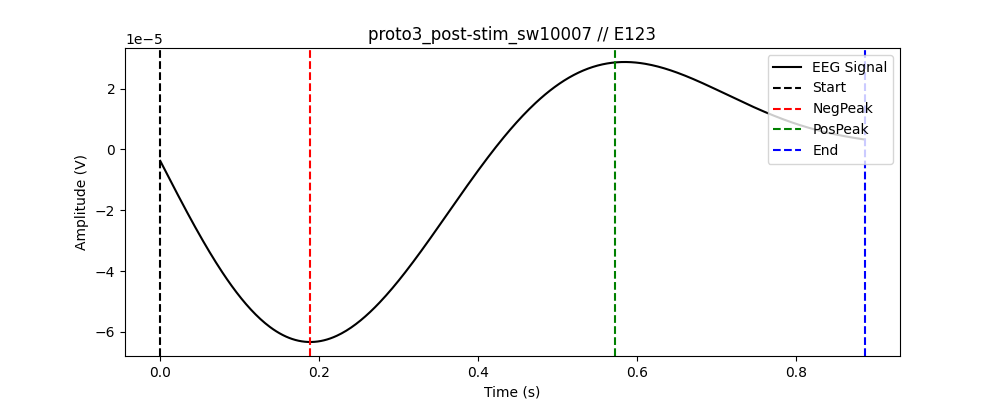 proto3_post-stim_sw10007 // E123
1e−5
EEG Signal
Start
NegPeak
PosPeak
End
2
0
−2
−4
−6
Amplitude (V)
0.0 0.2 0.4 0.6 0.8
Time (s)